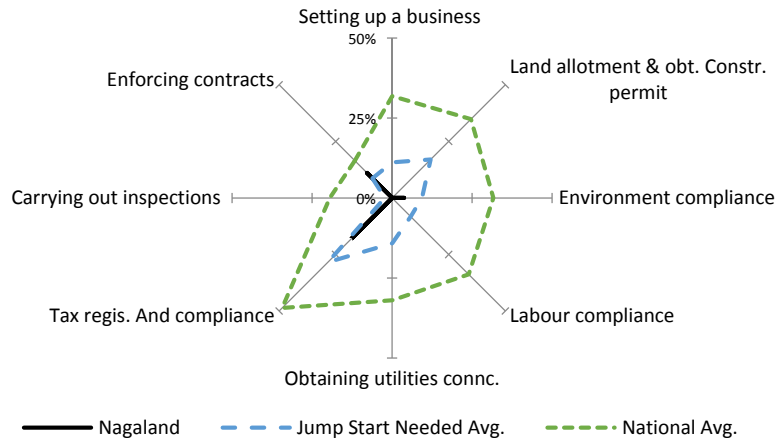 Setting up a business
50%
Land allotment & obt. Constr.
permit
Enforcing contracts
25%
Carrying out inspections
0%
Environment compliance
Tax regis. And compliance
Labour compliance
Obtaining utilities connc.
Nagaland
Jump Start Needed Avg.
National Avg.